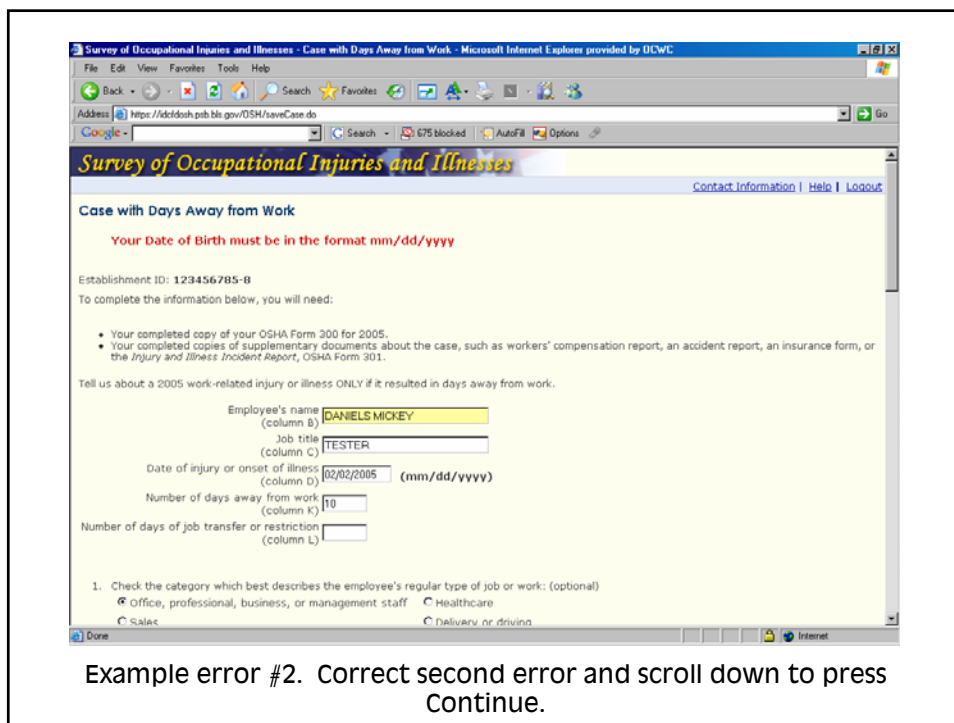 Survey of Occupational Injuries and Illnesses - Case with Days Away from Work - Microsoft Internet Explorer provided by OCWC
File Edit View Favorites Tools Help
Back Search Favorites
Address https://idcfdosh.psb.bls.gov/OSH/saveCase.do Go
Google - Search 675 blocked AutoFill Options
Survey of Occupational Injuries and Illnesses
Contact Information | Help | Logout
Case with Days Away from Work
Your Date of Birth must be in the format mm/dd/yyyy
Establishment ID: 123456785-8
To complete the information below, you will need:
• Your completed copy of your OSHA Form 300 for 2005.
• Your completed copies of supplementary documents about the case, such as workers' compensation report, an accident report, an insurance form, or
the Injury and Illness Incident Report, OSHA Form 301.
Tell us about a 2005 work-related injury or illness ONLY if it resulted in days away from work.
Employee's name
(column B) DANIELS MICKEY
Job title
(column C) TESTER
Date of injury or onset of illness
(column D) 02/02/2005 (mm/dd/yyyy)
Number of days away from work
(column K) 10
Number of days of job transfer or restriction
(column L)
1. Check the category which best describes the employee's regular type of job or work: (optional)
Office, professional, business, or management staff Healthcare
Sales Delivery or driving
Done Internet
Example error #2. Correct second error and scroll down to press
Continue.